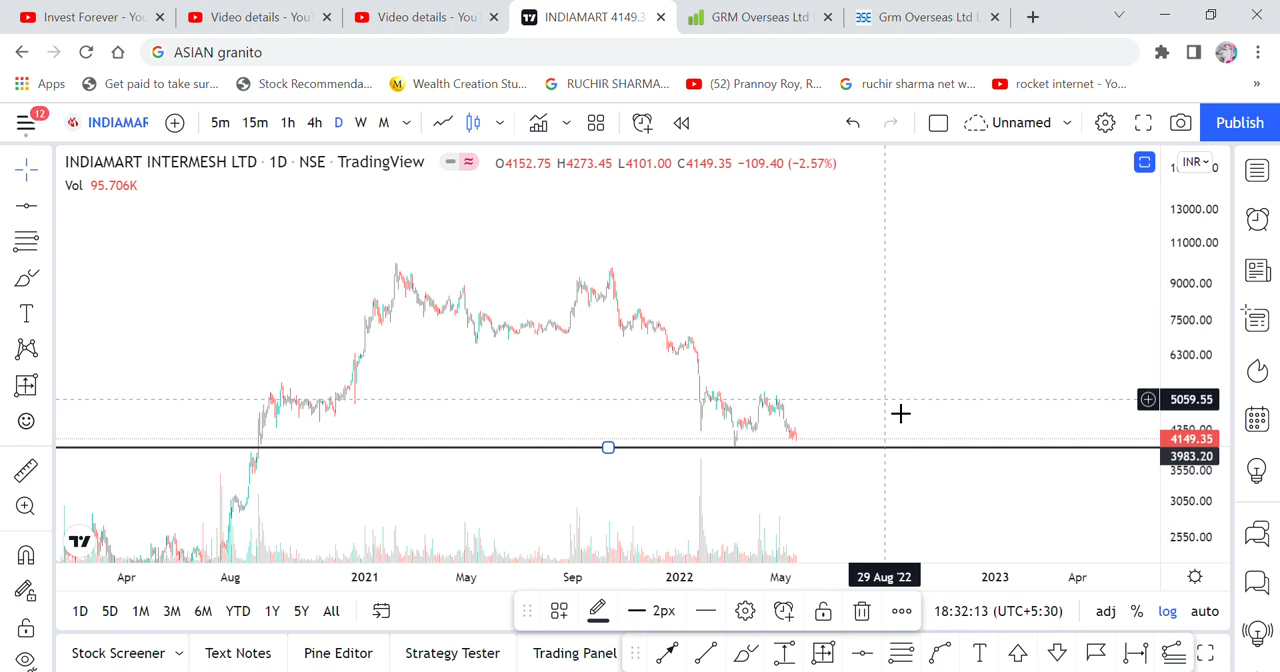 Invest Forever - Yo
Video details - YouT
Video details - YouT
INDIAMART 4149.3
GRM Overseas Ltd
Grm Overseas Ltd L
ASIAN granito
Apps
Get paid to take sur...
Stock Recommenda...
Wealth Creation Stu...
RUCHIR SHARMA...
(52) Prannoy Roy, R...
ruchir sharma net w...
rocket internet - Yo...
»
12
INDIAMAR
5m 15m 1h 4h D W M
Unnamed
Publish
INDIAMART INTERMESH LTD · 1D · NSE · TradingView
O4152.75 H4273.45 L4101.00 C4149.35 −109.40 (−2.57%)
INR
Vol 95.706K
13000.00
11000.00
9000.00
7500.00
6300.00
5059.55
4149.35
3983.20
3550.00
3050.00
2550.00
Apr Aug 2021 May Sep 2022 May 29 Aug '22 2023 Apr
1D 5D 1M 3M 6M YTD 1Y 5Y All
2px
18:32:13 (UTC+5:30)
adj % log auto
Stock Screener
Text Notes
Pine Editor
Strategy Tester
Trading Panel